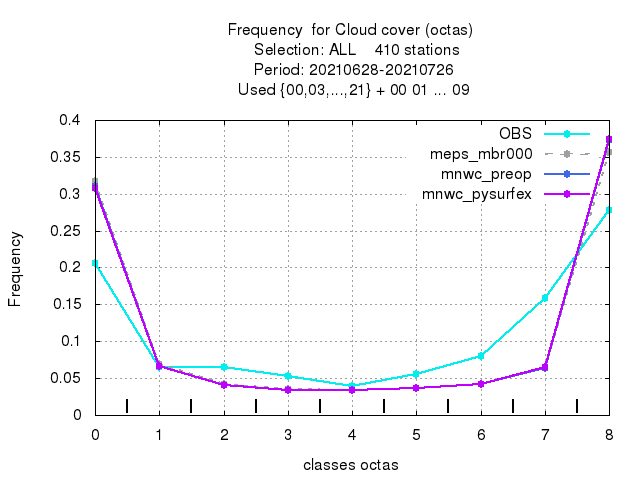 Frequency  for Cloud cover (octas)
Selection: ALL    410 stations
Period: 20210628-20210726
Used {00,03,...,21} + 00 01 ... 09
0.4
0.35
0.3
0.25
0.2
0.15
0.1
0.05
0
Frequency
OBS
meps_mbr000
mnwc_preop
mnwc_pysurfex
0 1 2 3 4 5 6 7 8
classes octas